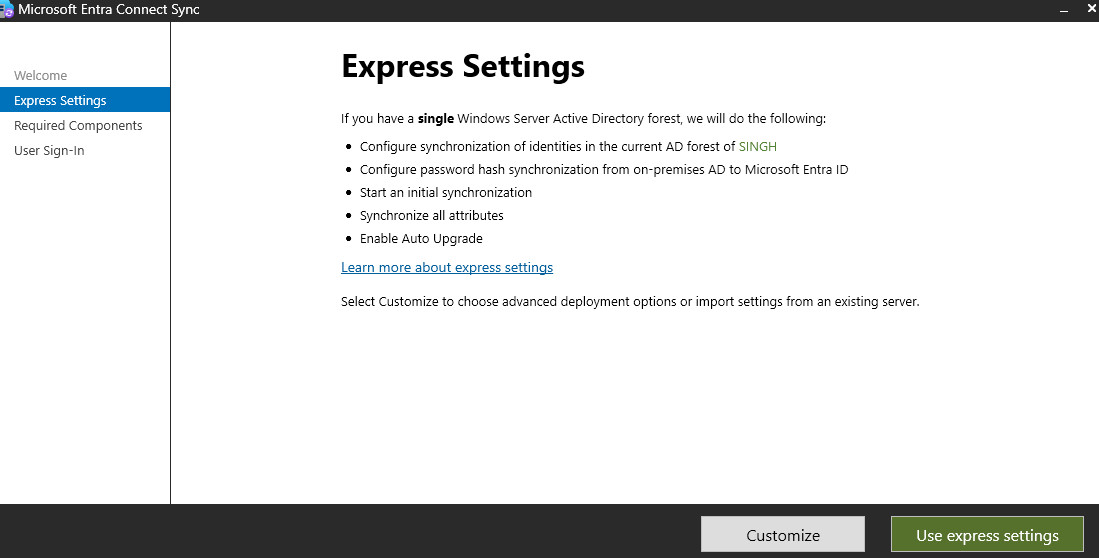 Microsoft Entra Connect Sync
Welcome
Express Settings
Required Components
User Sign-In
Express Settings
If you have a single Windows Server Active Directory forest, we will do the following:
• Configure synchronization of identities in the current AD forest of SINGH
• Configure password hash synchronization from on-premises AD to Microsoft Entra ID
• Start an initial synchronization
• Synchronize all attributes
• Enable Auto Upgrade
Learn more about express settings
Select Customize to choose advanced deployment options or import settings from an existing server.
Customize
Use express settings